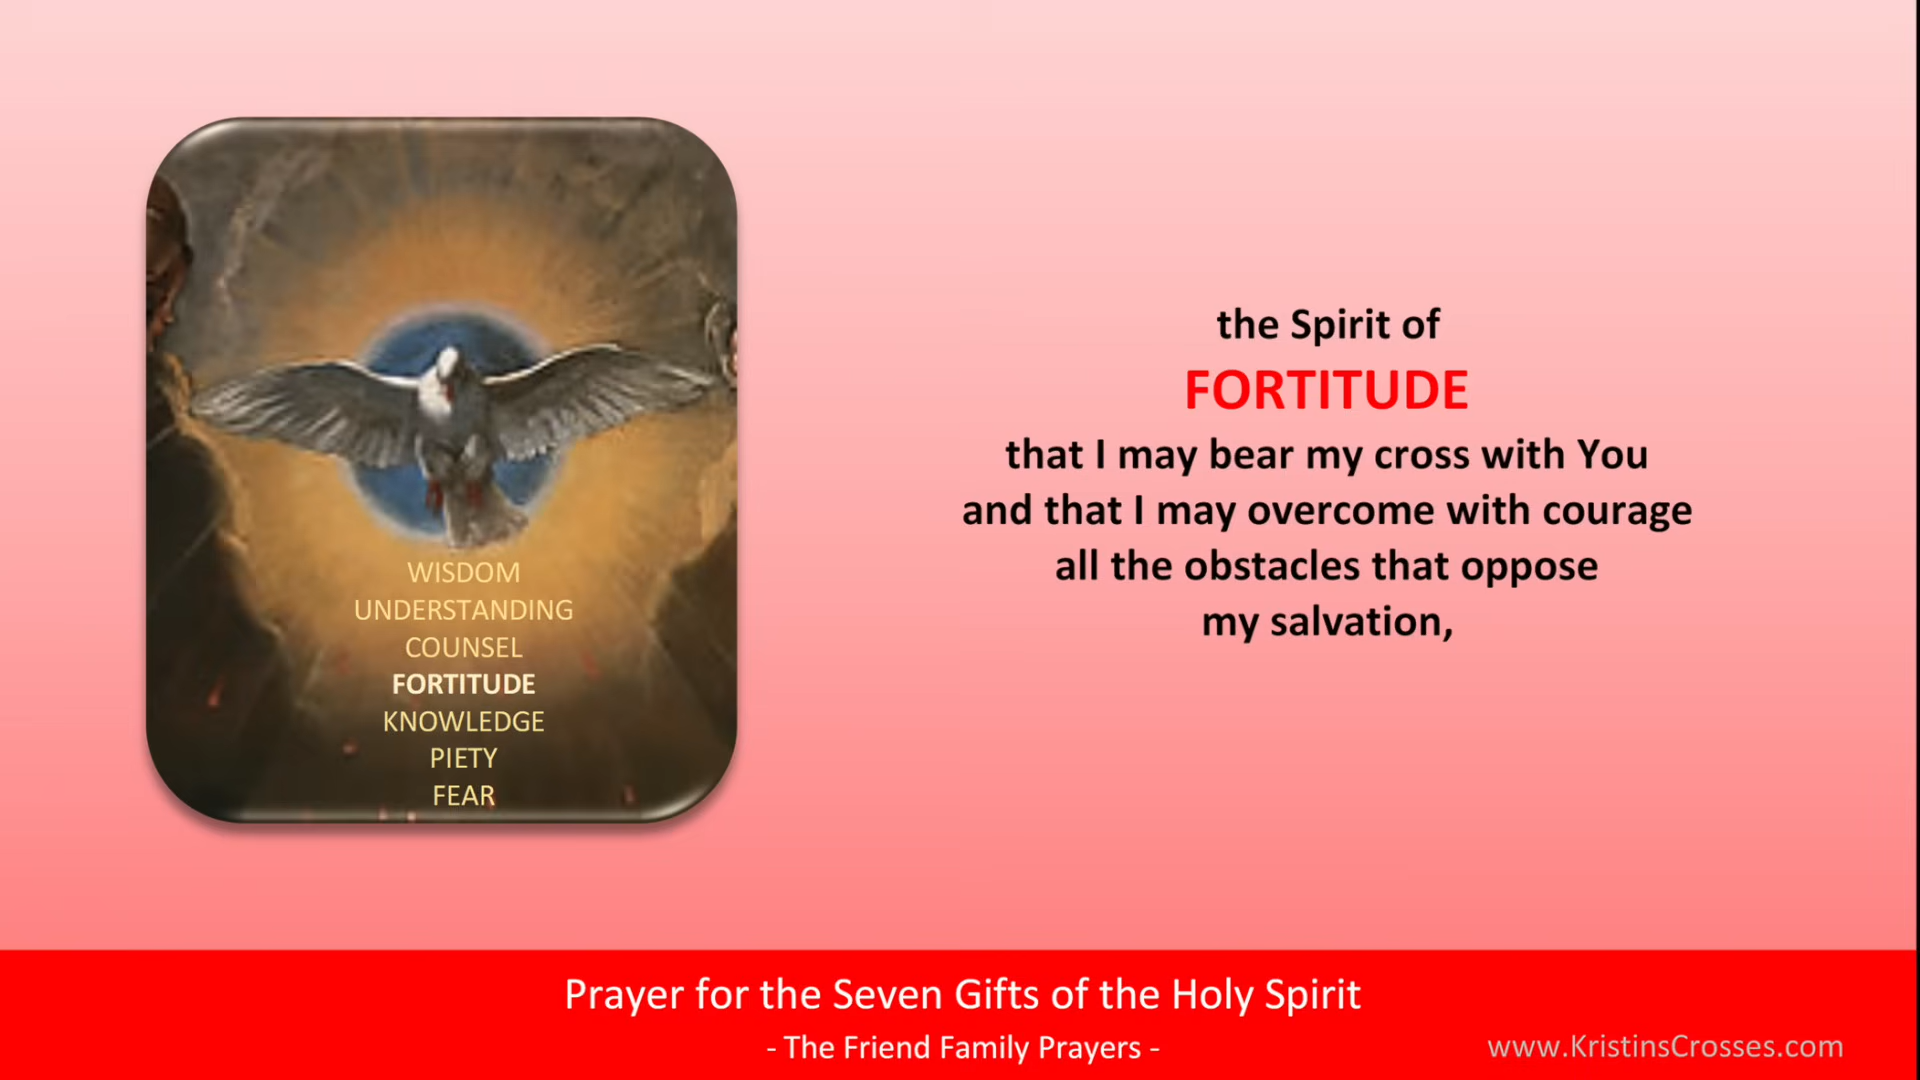 WISDOM
UNDERSTANDING
COUNSEL
FORTITUDE
KNOWLEDGE
PIETY
FEAR
the Spirit of
FORTITUDE
that I may bear my cross with You
and that I may overcome with courage
all the obstacles that oppose
my salvation,
Prayer for the Seven Gifts of the Holy Spirit
- The Friend Family Prayers -
www.KristinsCrosses.com